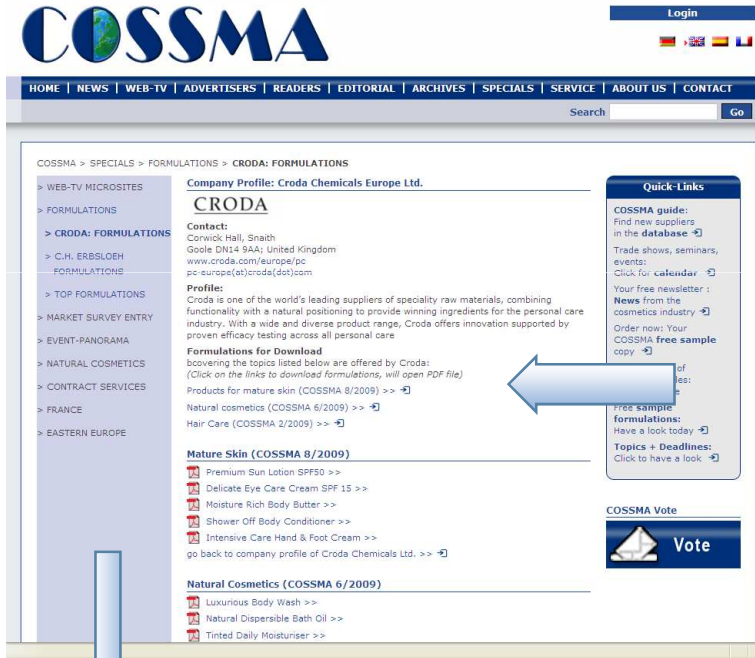 COSSMA
Login
HOME | NEWS | WEB-TV | ADVERTISERS | READERS | EDITORIAL | ARCHIVES | SPECIALS | SERVICE | ABOUT US | CONTACT
Search
Go
COSSMA > SPECIALS > FORMULATIONS > CRODA: FORMULATIONS
> WEB-TV MICROSITES
> FORMULATIONS
> CRODA: FORMULATIONS
> C.H. ERBSLOEH
FORMULATIONS
> TOP FORMULATIONS
> MARKET SURVEY ENTRY
> EVENT-PANORAMA
> NATURAL COSMETICS
> CONTRACT SERVICES
> FRANCE
> EASTERN EUROPE
Company Profile: Croda Chemicals Europe Ltd.
CRODA
Contact:
Corwick Hall, Snaith
Goole DN14 9AA; United Kingdom
www.croda.com/europe/pc
pc-europe(at)croda(dot)com
Profile:
Croda is one of the world's leading suppliers of speciality raw materials, combining
functionality with a natural positioning to provide winning ingredients for the personal care
industry. With a wide and diverse product range, Croda offers innovation supported by
proven efficacy testing across all personal care
Formulations for Download
bcovering the topics listed below are offered by Croda:
(Click on the links to download formulations, will open PDF file)
Products for mature skin (COSSMA 8/2009) >>
Natural cosmetics (COSSMA 6/2009) >>
Hair Care (COSSMA 2/2009) >>
Mature Skin (COSSMA 8/2009)
Premium Sun Lotion SPF50 >>
Delicate Eye Care Cream SPF 15 >>
Moisture Rich Body Butter >>
Shower Off Body Conditioner >>
Intensive Care Hand & Foot Cream >>
go back to company profile of Croda Chemicals Ltd. >>
Natural Cosmetics (COSSMA 6/2009)
Luxurious Body Wash >>
Natural Dispersible Bath Oil >>
Tinted Daily Moisturiser >>
Quick-Links
COSSMA guide:
Find new suppliers
in the database
Trade shows, seminars,
events:
Click for calendar
Your free newsletter :
News from the
cosmetics industry
Order now: Your
COSSMA free sample
copy
of
Free sample
formulations:
Have a look today
Topics + Deadlines:
Click to have a look
COSSMA Vote
Vote